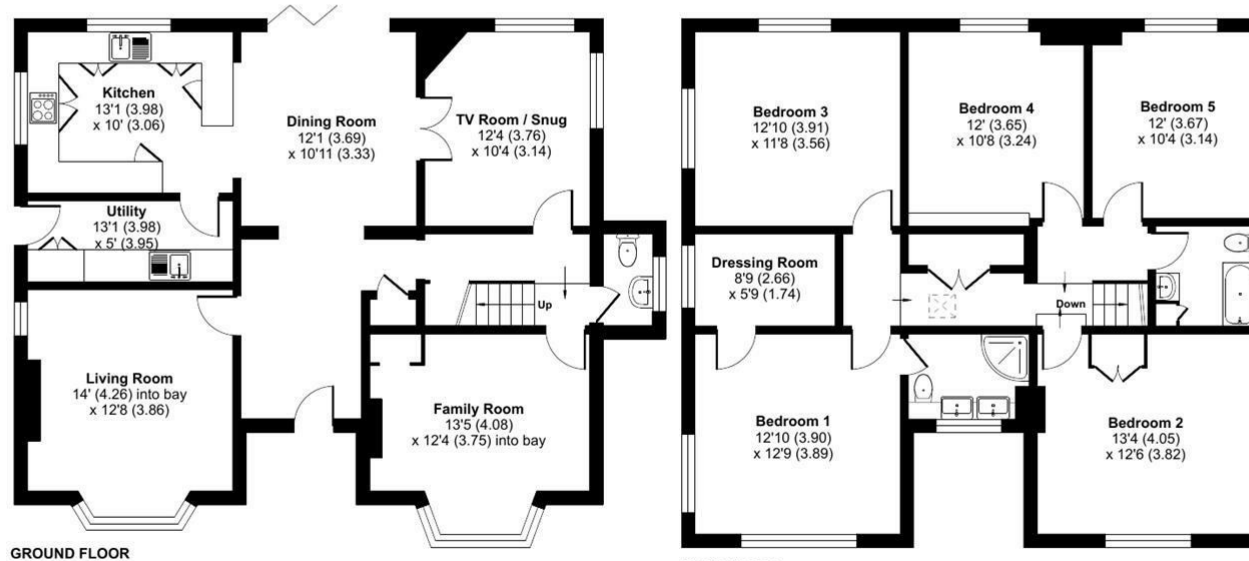 Kitchen
13'1 (3.98)
x 10' (3.06)
Dining Room
12'1 (3.69)
x 10'11 (3.33)
TV Room / Snug
12'4 (3.76)
x 10'4 (3.14)
Utility
13'1 (3.98)
x 5' (3.95)
Up
Living Room
14' (4.26) into bay
x 12'8 (3.86)
Family Room
13'5 (4.08)
x 12'4 (3.75) into bay
GROUND FLOOR
Bedroom 3
12'10 (3.91)
x 11'8 (3.56)
Bedroom 4
12' (3.65)
x 10'8 (3.24)
Bedroom 5
12' (3.67)
x 10'4 (3.14)
Dressing Room
8'9 (2.66)
x 5'9 (1.74)
Down
Bedroom 1
12'10 (3.90)
x 12'9 (3.89)
Bedroom 2
13'4 (4.05)
x 12'6 (3.82)